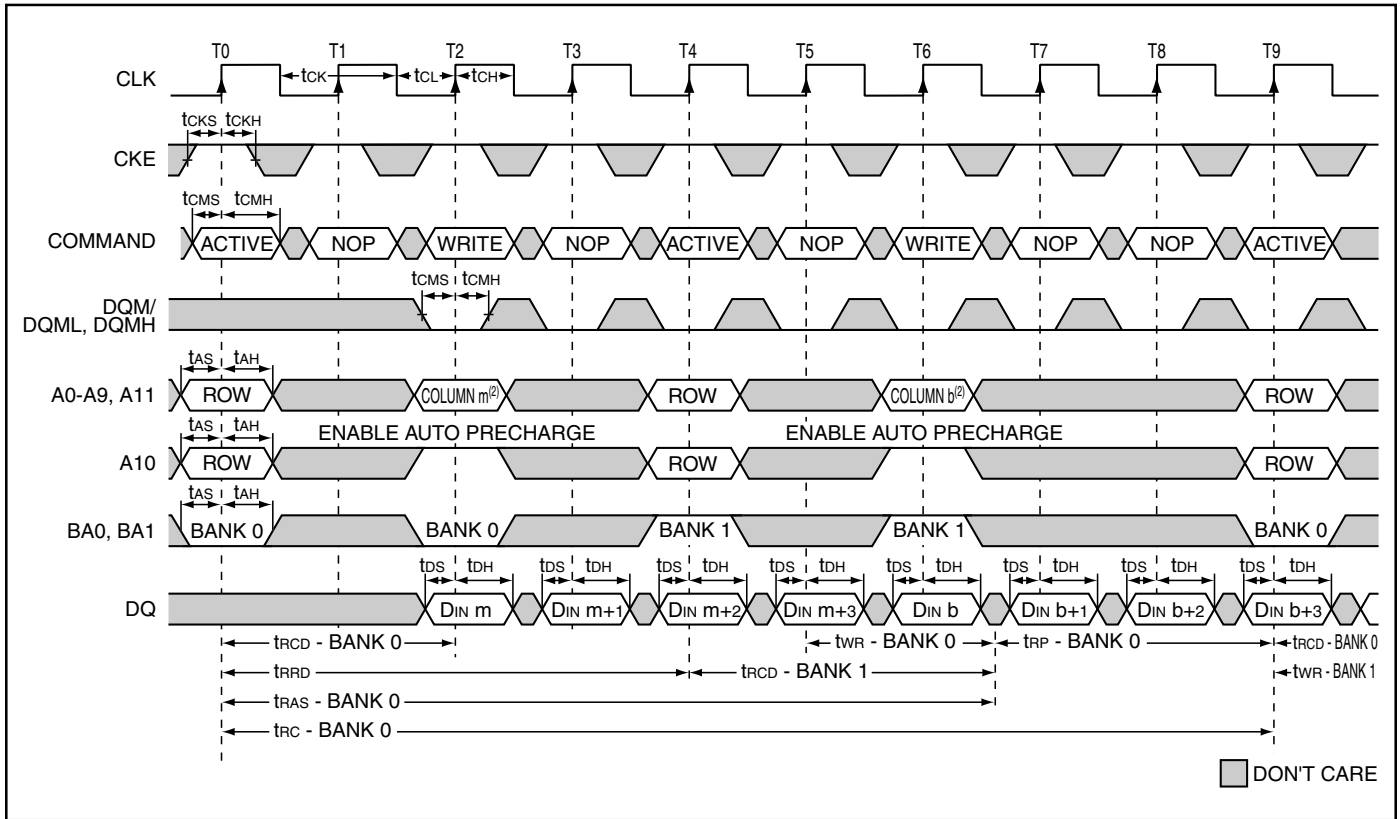 T0 T1 T2 T3 T4 T5 T6 T7 T8 T9
CLK
tCK tCL tCH
tCKS tCKH
CKE
tCMS tCMH
COMMAND ACTIVE NOP WRITE NOP ACTIVE NOP WRITE NOP NOP ACTIVE
tCMS tCMH
DQM/
DQML, DQMH
tAS tAH
A0-A9, A11 ROW COLUMN m(2) ROW COLUMN b(2) ROW
tAS tAH ENABLE AUTO PRECHARGE ENABLE AUTO PRECHARGE
A10 ROW ROW ROW
tAS tAH
BA0, BA1 BANK 0 BANK 0 BANK 1 BANK 1 BANK 0
tDS tDH tDS tDH tDS tDH tDS tDH tDS tDH tDS tDH tDS tDH tDS tDH
DQ DIN m DIN m+1 DIN m+2 DIN m+3 DIN b DIN b+1 DIN b+2 DIN b+3
tRCD - BANK 0 tWR - BANK 0 tRP - BANK 0 tRCD - BANK 0
tRRD tRCD - BANK 1 tWR - BANK 1
tRAS - BANK 0
tRC - BANK 0
DON'T CARE